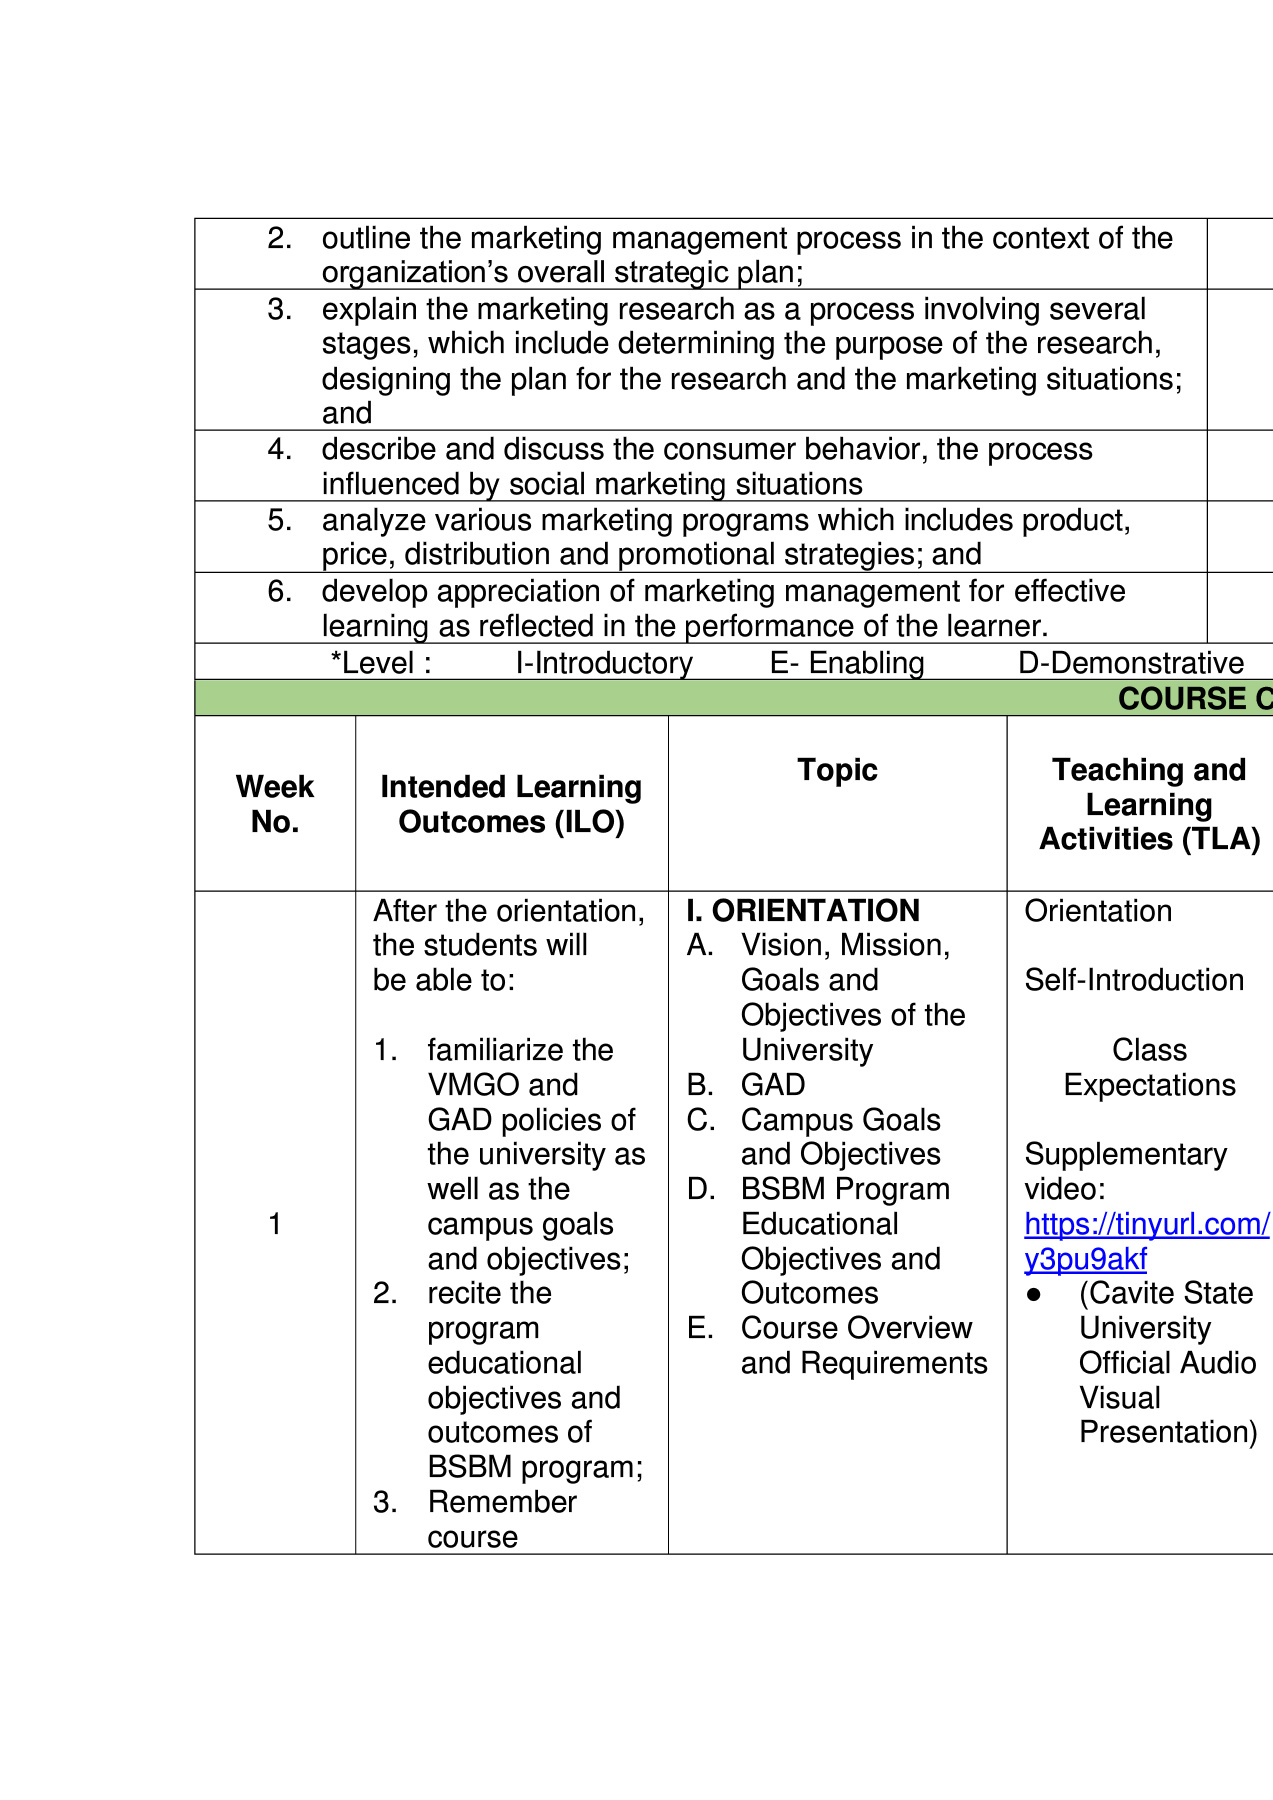 2. outline the marketing management process in the context of the
organization’s overall strategic plan;
3. explain the marketing research as a process involving several
stages, which include determining the purpose of the research,
designing the plan for the research and the marketing situations;
and
4. describe and discuss the consumer behavior, the process
influenced by social marketing situations
5. analyze various marketing programs which includes product,
price, distribution and promotional strategies; and
6. develop appreciation of marketing management for effective
learning as reflected in the performance of the learner.
*Level : I-Introductory E- Enabling D-Demonstrative
COURSE C
Week
No.
Intended Learning
Outcomes (ILO)
Topic
Teaching and
Learning
Activities (TLA)
1
After the orientation,
the students will
be able to:
1. familiarize the
VMGO and
GAD policies of
the university as
well as the
campus goals
and objectives;
2. recite the
program
educational
objectives and
outcomes of
BSBM program;
3. Remember
course
I. ORIENTATION
A. Vision, Mission,
Goals and
Objectives of the
University
B. GAD
C. Campus Goals
and Objectives
D. BSBM Program
Educational
Objectives and
Outcomes
E. Course Overview
and Requirements
Orientation
Self-Introduction
Class
Expectations
Supplementary
video:
https://tinyurl.com/
y3pu9akf
● (Cavite State
University
Official Audio
Visual
Presentation)